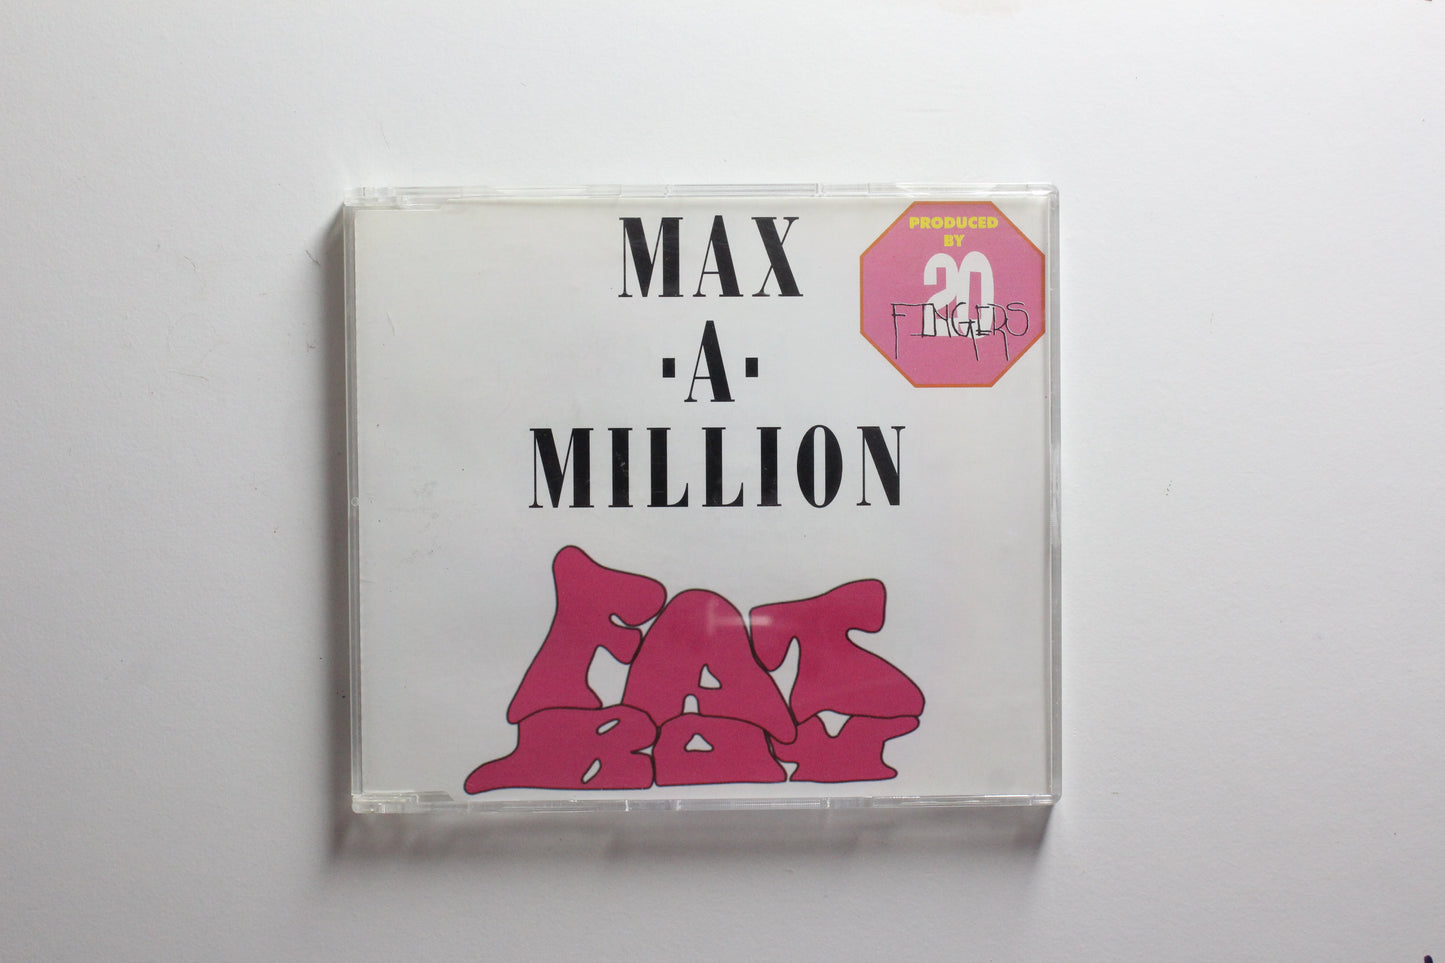 MAX
·A·
MILLION
PRODUCED
BY
20
FINGERS
FAT
BOY